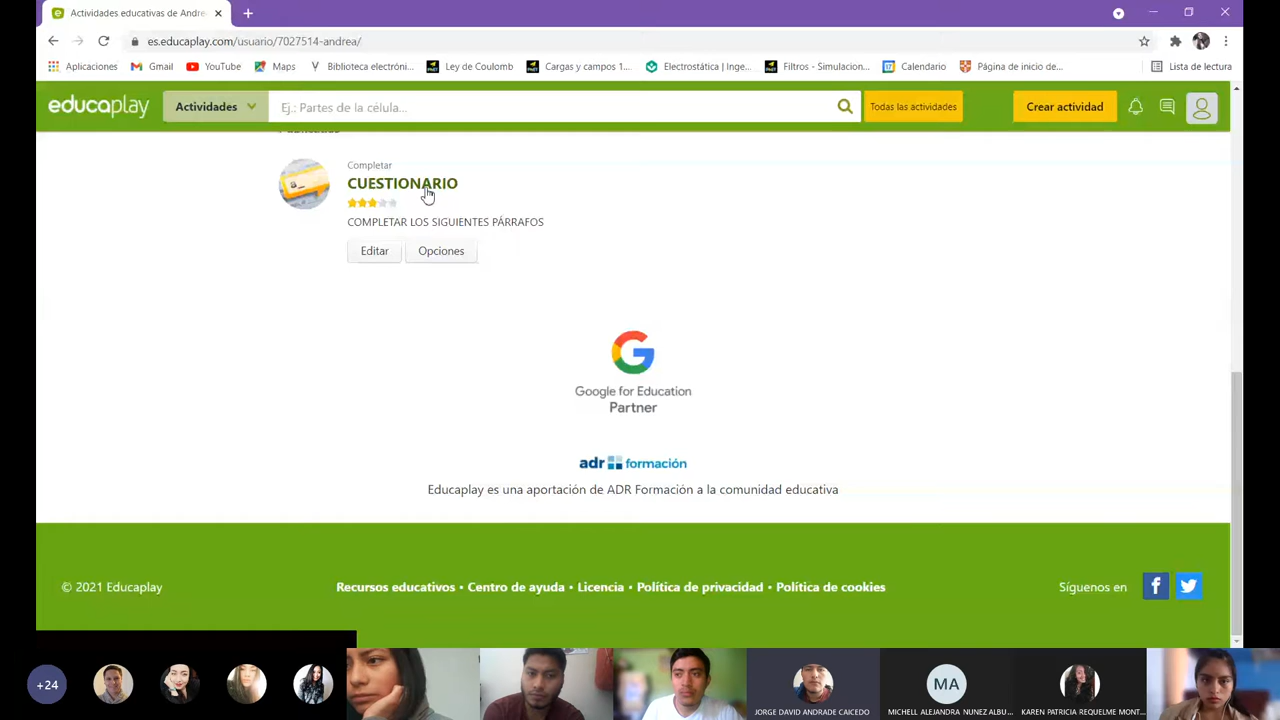 Actividades educativas de Andre
es.educaplay.com/usuario/7027514-andrea/
Aplicaciones
Gmail
YouTube
Maps
Biblioteca electróni...
Ley de Coulomb
Cargas y campos 1....
Electrostática | Inge...
Filtros - Simulacion...
Calendario
Página de inicio de...
Lista de lectura
educaplay
Actividades
Ej.: Partes de la célula...
Todas las actividades
Crear actividad
Completar
CUESTIONARIO
COMPLETAR LOS SIGUIENTES PÁRRAFOS
Editar
Opciones
Google for Education
Partner
adr formación
Educaplay es una aportación de ADR Formación a la comunidad educativa
© 2021 Educaplay
Recursos educativos • Centro de ayuda • Licencia • Política de privacidad • Política de cookies
Síguenos en
+24
JORGE DAVID ANDRADE CAICEDO
MA
MICHELL ALEJANDRA NUNEZ ALBU...
KAREN PATRICIA REQUELME MONT...